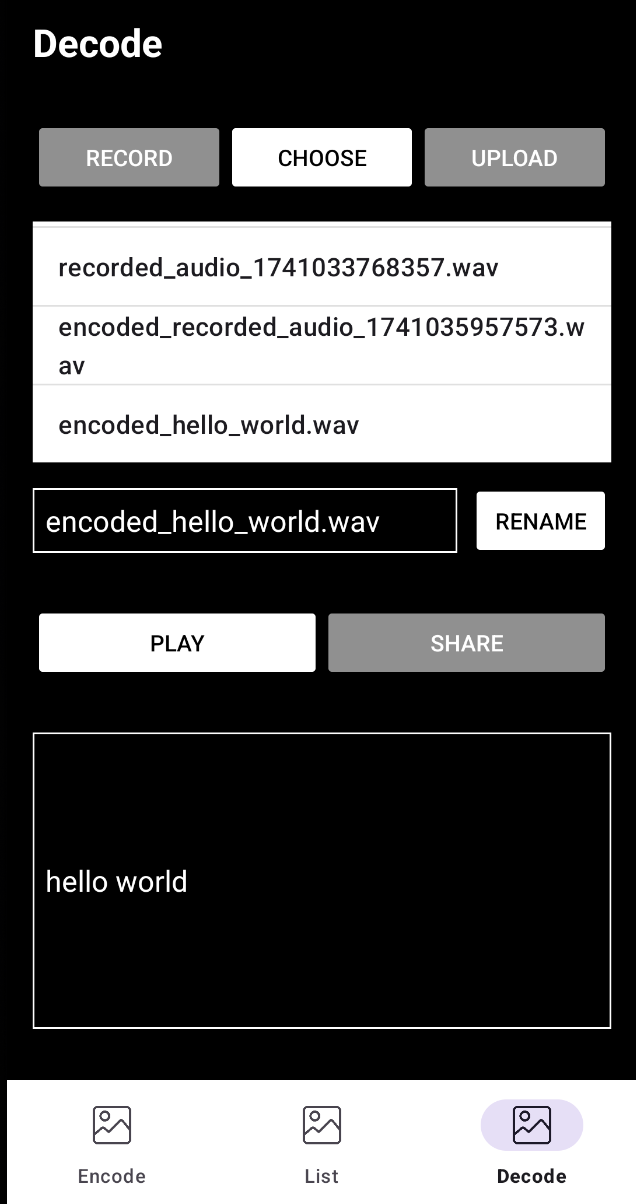 Decode
RECORD CHOOSE UPLOAD
recorded_audio_1741033768357.wav
encoded_recorded_audio_1741035957573.w
av
encoded_hello_world.wav
encoded_hello_world.wav RENAME
PLAY SHARE
hello world
Encode List Decode